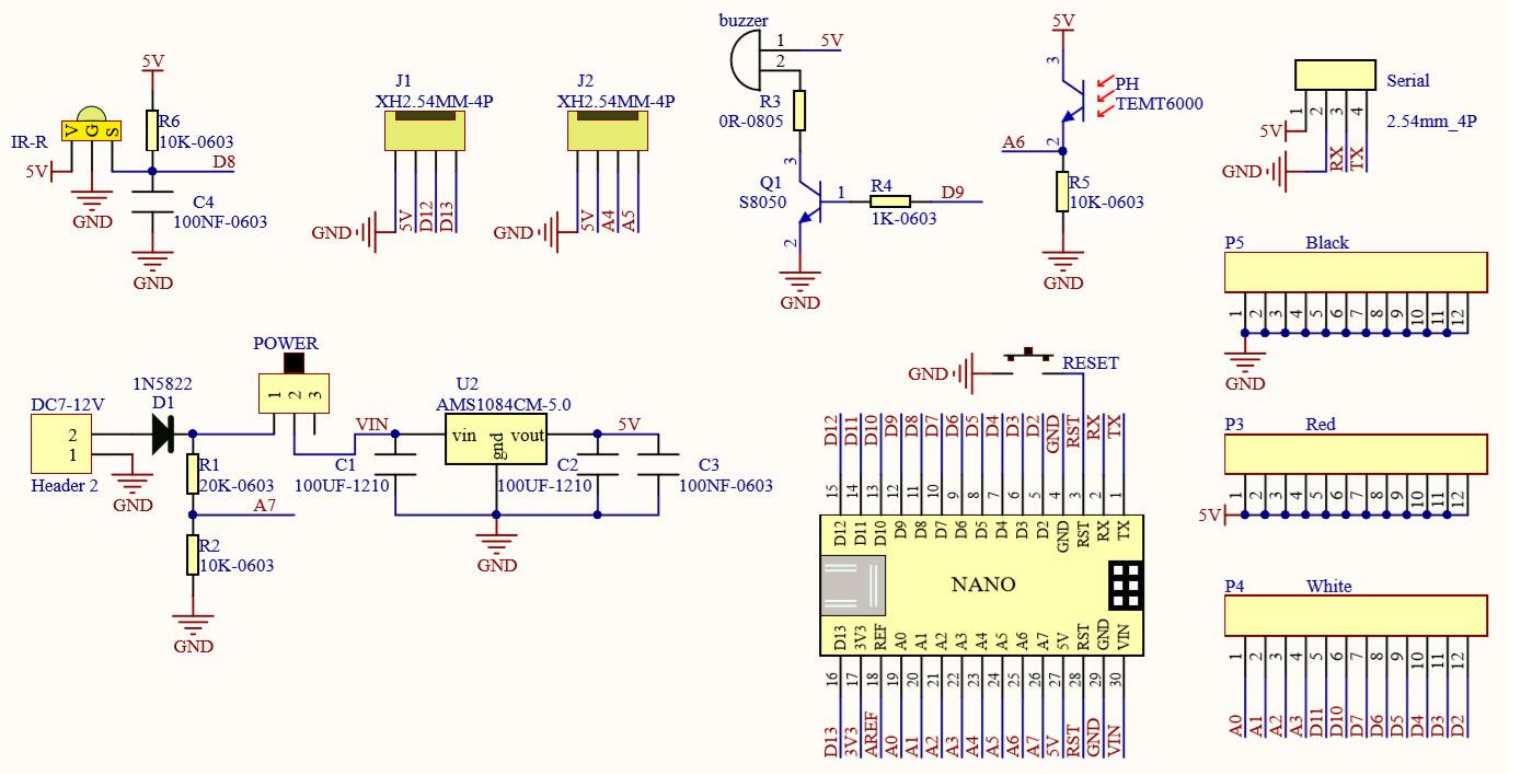 5V
IR-R
V
G
S
R6
10K-0603
5V
D8
GND
C4
100NF-0603
GND
J1
XH2.54MM-4P
GND
5V
D12
D13
J2
XH2.54MM-4P
GND
5V
A4
A5
buzzer
1
5V
2
R3
0R-0805
3
Q1
S8050
1
R4
1K-0603
D9
2
GND
5V
3
PH
TEMT6000
A6
2
R5
10K-0603
GND
Serial
2.54mm_4P
1
2
3
4
5V
GND
RX
TX
P5 Black
1 2 3 4 5 6 7 8 9 10 11 12
GND
P3 Red
1 2 3 4 5 6 7 8 9 10 11 12
5V
P4 White
1 2 3 4 5 6 7 8 9 10 11 12
A0 A1 A2 A3 D11 D10 D7 D6 D5 D4 D3 D2
DC7-12V
2
1
Header 2
GND
1N5822
D1
R1
20K-0603
A7
R2
10K-0603
GND
POWER
1 2 3
VIN
C1
100UF-1210
U2
AMS1084CM-5.0
vin gnd vout
GND
5V
C2
100UF-1210
C3
100NF-0603
GND RESET
D12 D11 D10 D9 D8 D7 D6 D5 D4 D3 D2 GND RST RX TX
15 14 13 12 11 10 9 8 7 6 5 4 3 2 1
D12 D11 D10 D9 D8 D7 D6 D5 D4 D3 D2 GND RST RX TX
NANO
D13 3V3 REF A0 A1 A2 A3 A4 A5 A6 A7 5V RST GND VIN
16 17 18 19 20 21 22 23 24 25 26 27 28 29 30
D13 3V3 AREF A0 A1 A2 A3 A4 A5 A6 A7 5V RST GND VIN